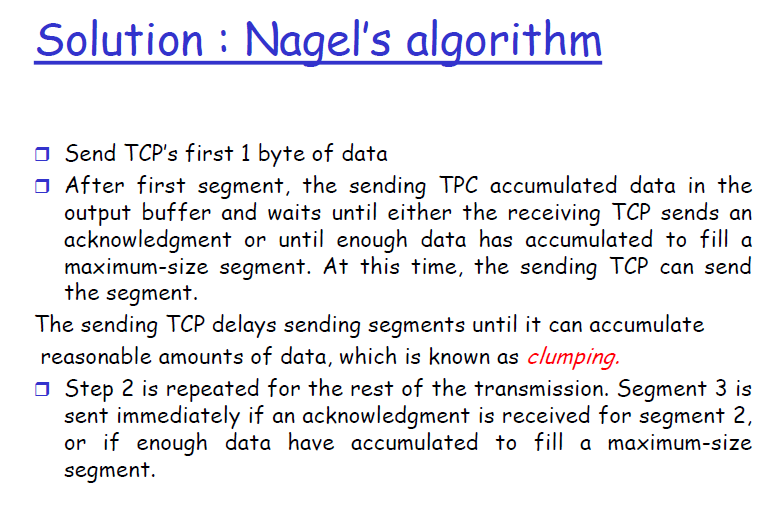 Solution : Nagel's algorithm
Send TCP's first 1 byte of data
After first segment, the sending TPC accumulated data in the
output buffer and waits until either the receiving TCP sends an
acknowledgment or until enough data has accumulated to fill a
maximum-size segment. At this time, the sending TCP can send
the segment.
The sending TCP delays sending segments until it can accumulate
reasonable amounts of data, which is known as clumping.
Step 2 is repeated for the rest of the transmission. Segment 3 is
sent immediately if an acknowledgment is received for segment 2,
or if enough data have accumulated to fill a maximum-size
segment.